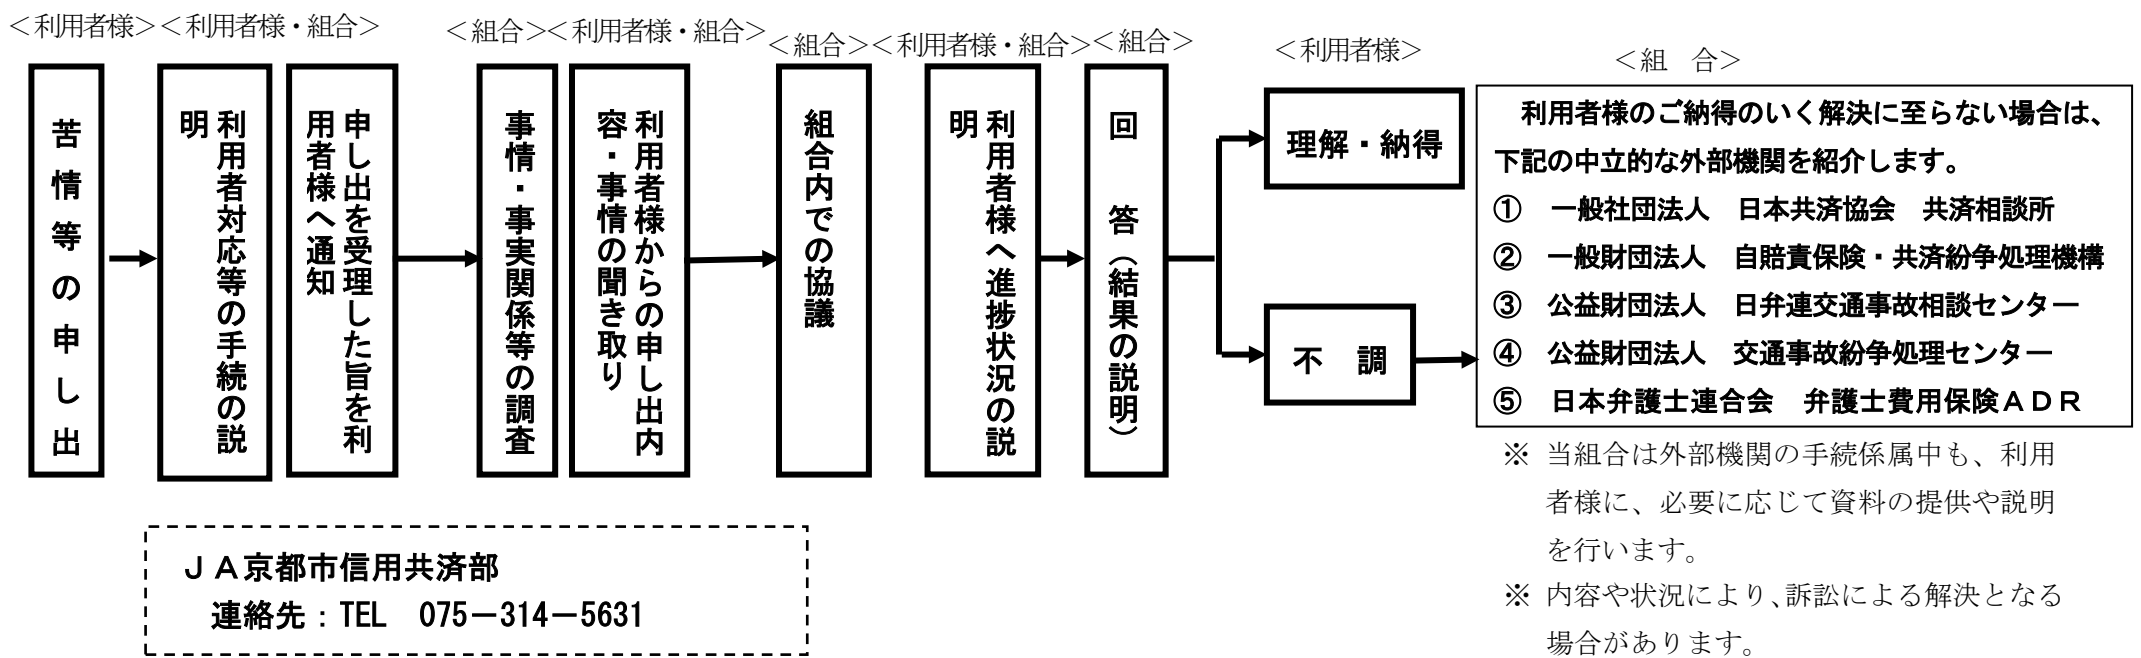 ＜利用者様＞
＜利用者様・組合＞
＜組合＞
＜利用者様・組合＞
＜組合＞
＜利用者様・組合＞
＜組合＞
＜利用者様＞
＜組　合＞
苦情等の申し出
利用者対応等の手続の説
明
申し出を受理した旨を利
用者様へ通知
事情・事実関係等の調査
利用者様からの申し出内
容・事情の聞き取り
組合内での協議
利用者様へ進捗状況の説
明
回　答（結果の説明）
理解・納得
不　調
利用者様のご納得のいく解決に至らない場合は、
下記の中立的な外部機関を紹介します。
①　一般社団法人　日本共済協会　共済相談所
②　一般財団法人　自賠責保険・共済紛争処理機構
③　公益財団法人　日弁連交通事故相談センター
④　公益財団法人　交通事故紛争処理センター
⑤　日本弁護士連合会　弁護士費用保険ＡＤＲ
※ 当組合は外部機関の手続係属中も、利用
者様に、必要に応じて資料の提供や説明
を行います。
※ 内容や状況により、訴訟による解決となる
場合があります。
ＪＡ京都市信用共済部
連絡先：TEL　075－314－5631